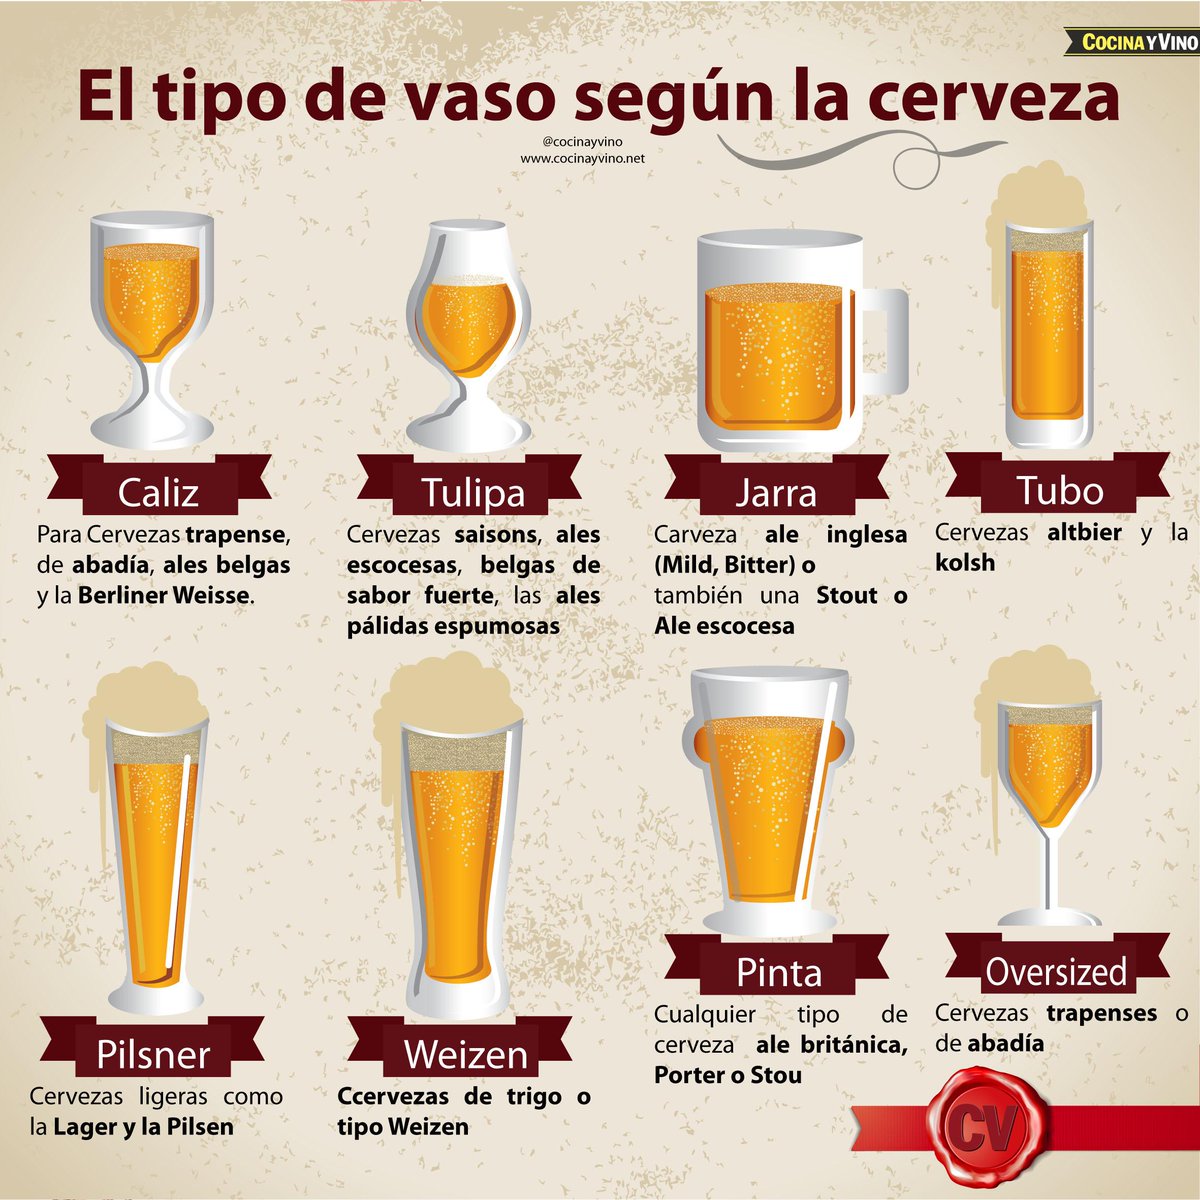 COCINA Y VINO
El tipo de vaso según la cerveza
@cocinayvino
www.cocinayvino.net
Caliz
Para Cervezas trapense,
de abadía, ales belgas
y la Berliner Weisse.
Tulipa
Cervezas saisons, ales
escocesas, belgas de
sabor fuerte, las ales
pálidas espumosas
Jarra
Carveza ale inglesa
(Mild, Bitter) o
también una Stout o
Ale escocesa
Tubo
Cervezas altbier y la
kolsh
Pilsner
Cervezas ligeras como
la Lager y la Pilsen
Weizen
Ccervezas de trigo o
tipo Weizen
Pinta
Cualquier tipo de
cerveza ale británica,
Porter o Stou
Oversized
Cervezas trapenses o
de abadía
CV